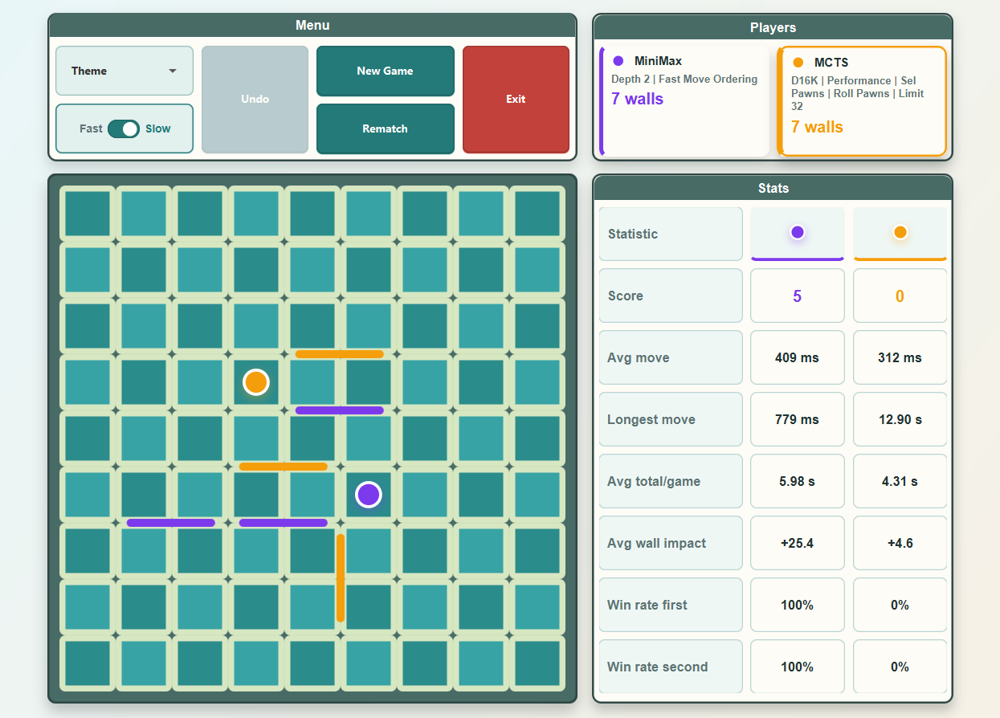 Menu
Theme
Fast Slow
Undo
New Game
Rematch
Exit
Players
MiniMax
Depth 2 | Fast Move Ordering
7 walls
MCTS
D16K | Performance | Sel
Pawns | Roll Pawns | Limit
32
7 walls
Stats
Statistic
Score 5 0
Avg move 409 ms 312 ms
Longest move 779 ms 12.90 s
Avg total/game 5.98 s 4.31 s
Avg wall impact +25.4 +4.6
Win rate first 100% 0%
Win rate second 100% 0%